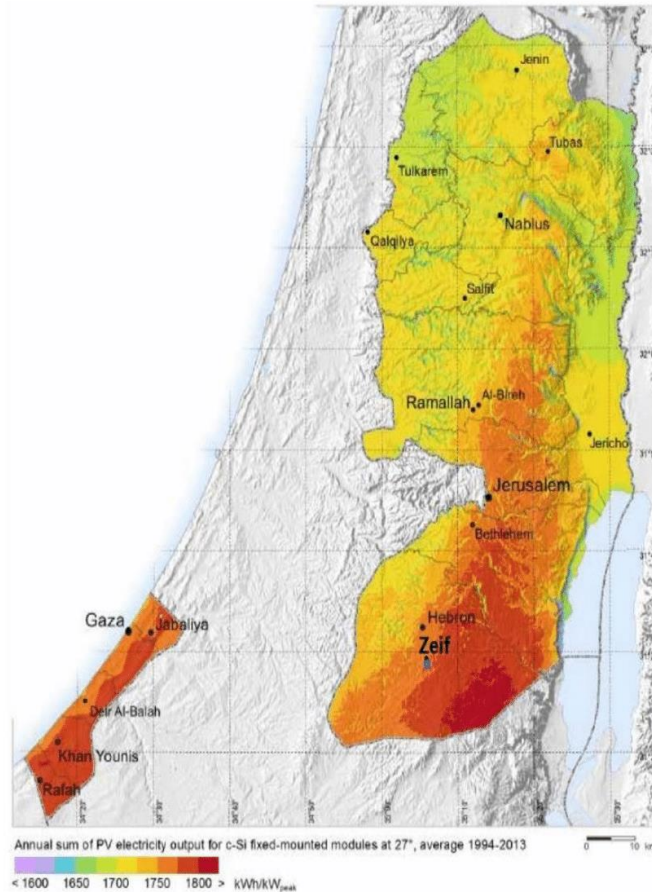 Jenin
Tubas
Tulkarem
Nablus
Qalqilya
Salfit
Al-Bireh
Ramallah
Jericho
Jerusalem
Bethlehem
Gaza
Jabaliya
Hebron
Zeif
Deir Al-Balah
Khan Younis
Rafah
Annual sum of PV electricity output for c-Si fixed-mounted modules at 27°, average 1994-2013
0 10
< 1600 1650 1700 1750 1800 > kWh/kWpeak